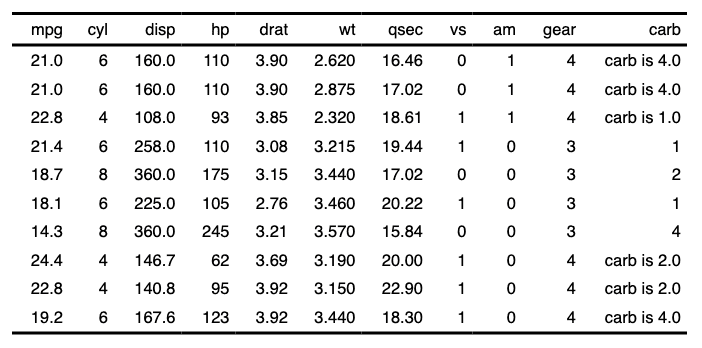 mpg cyl disp hp drat wt qsec vs am gear carb
21.0 6 160.0 110 3.90 2.620 16.46 0 1 4 carb is 4.0
21.0 6 160.0 110 3.90 2.875 17.02 0 1 4 carb is 4.0
22.8 4 108.0 93 3.85 2.320 18.61 1 1 4 carb is 1.0
21.4 6 258.0 110 3.08 3.215 19.44 1 0 3 1
18.7 8 360.0 175 3.15 3.440 17.02 0 0 3 2
18.1 6 225.0 105 2.76 3.460 20.22 1 0 3 1
14.3 8 360.0 245 3.21 3.570 15.84 0 0 3 4
24.4 4 146.7 62 3.69 3.190 20.00 1 0 4 carb is 2.0
22.8 4 140.8 95 3.92 3.150 22.90 1 0 4 carb is 2.0
19.2 6 167.6 123 3.92 3.440 18.30 1 0 4 carb is 4.0